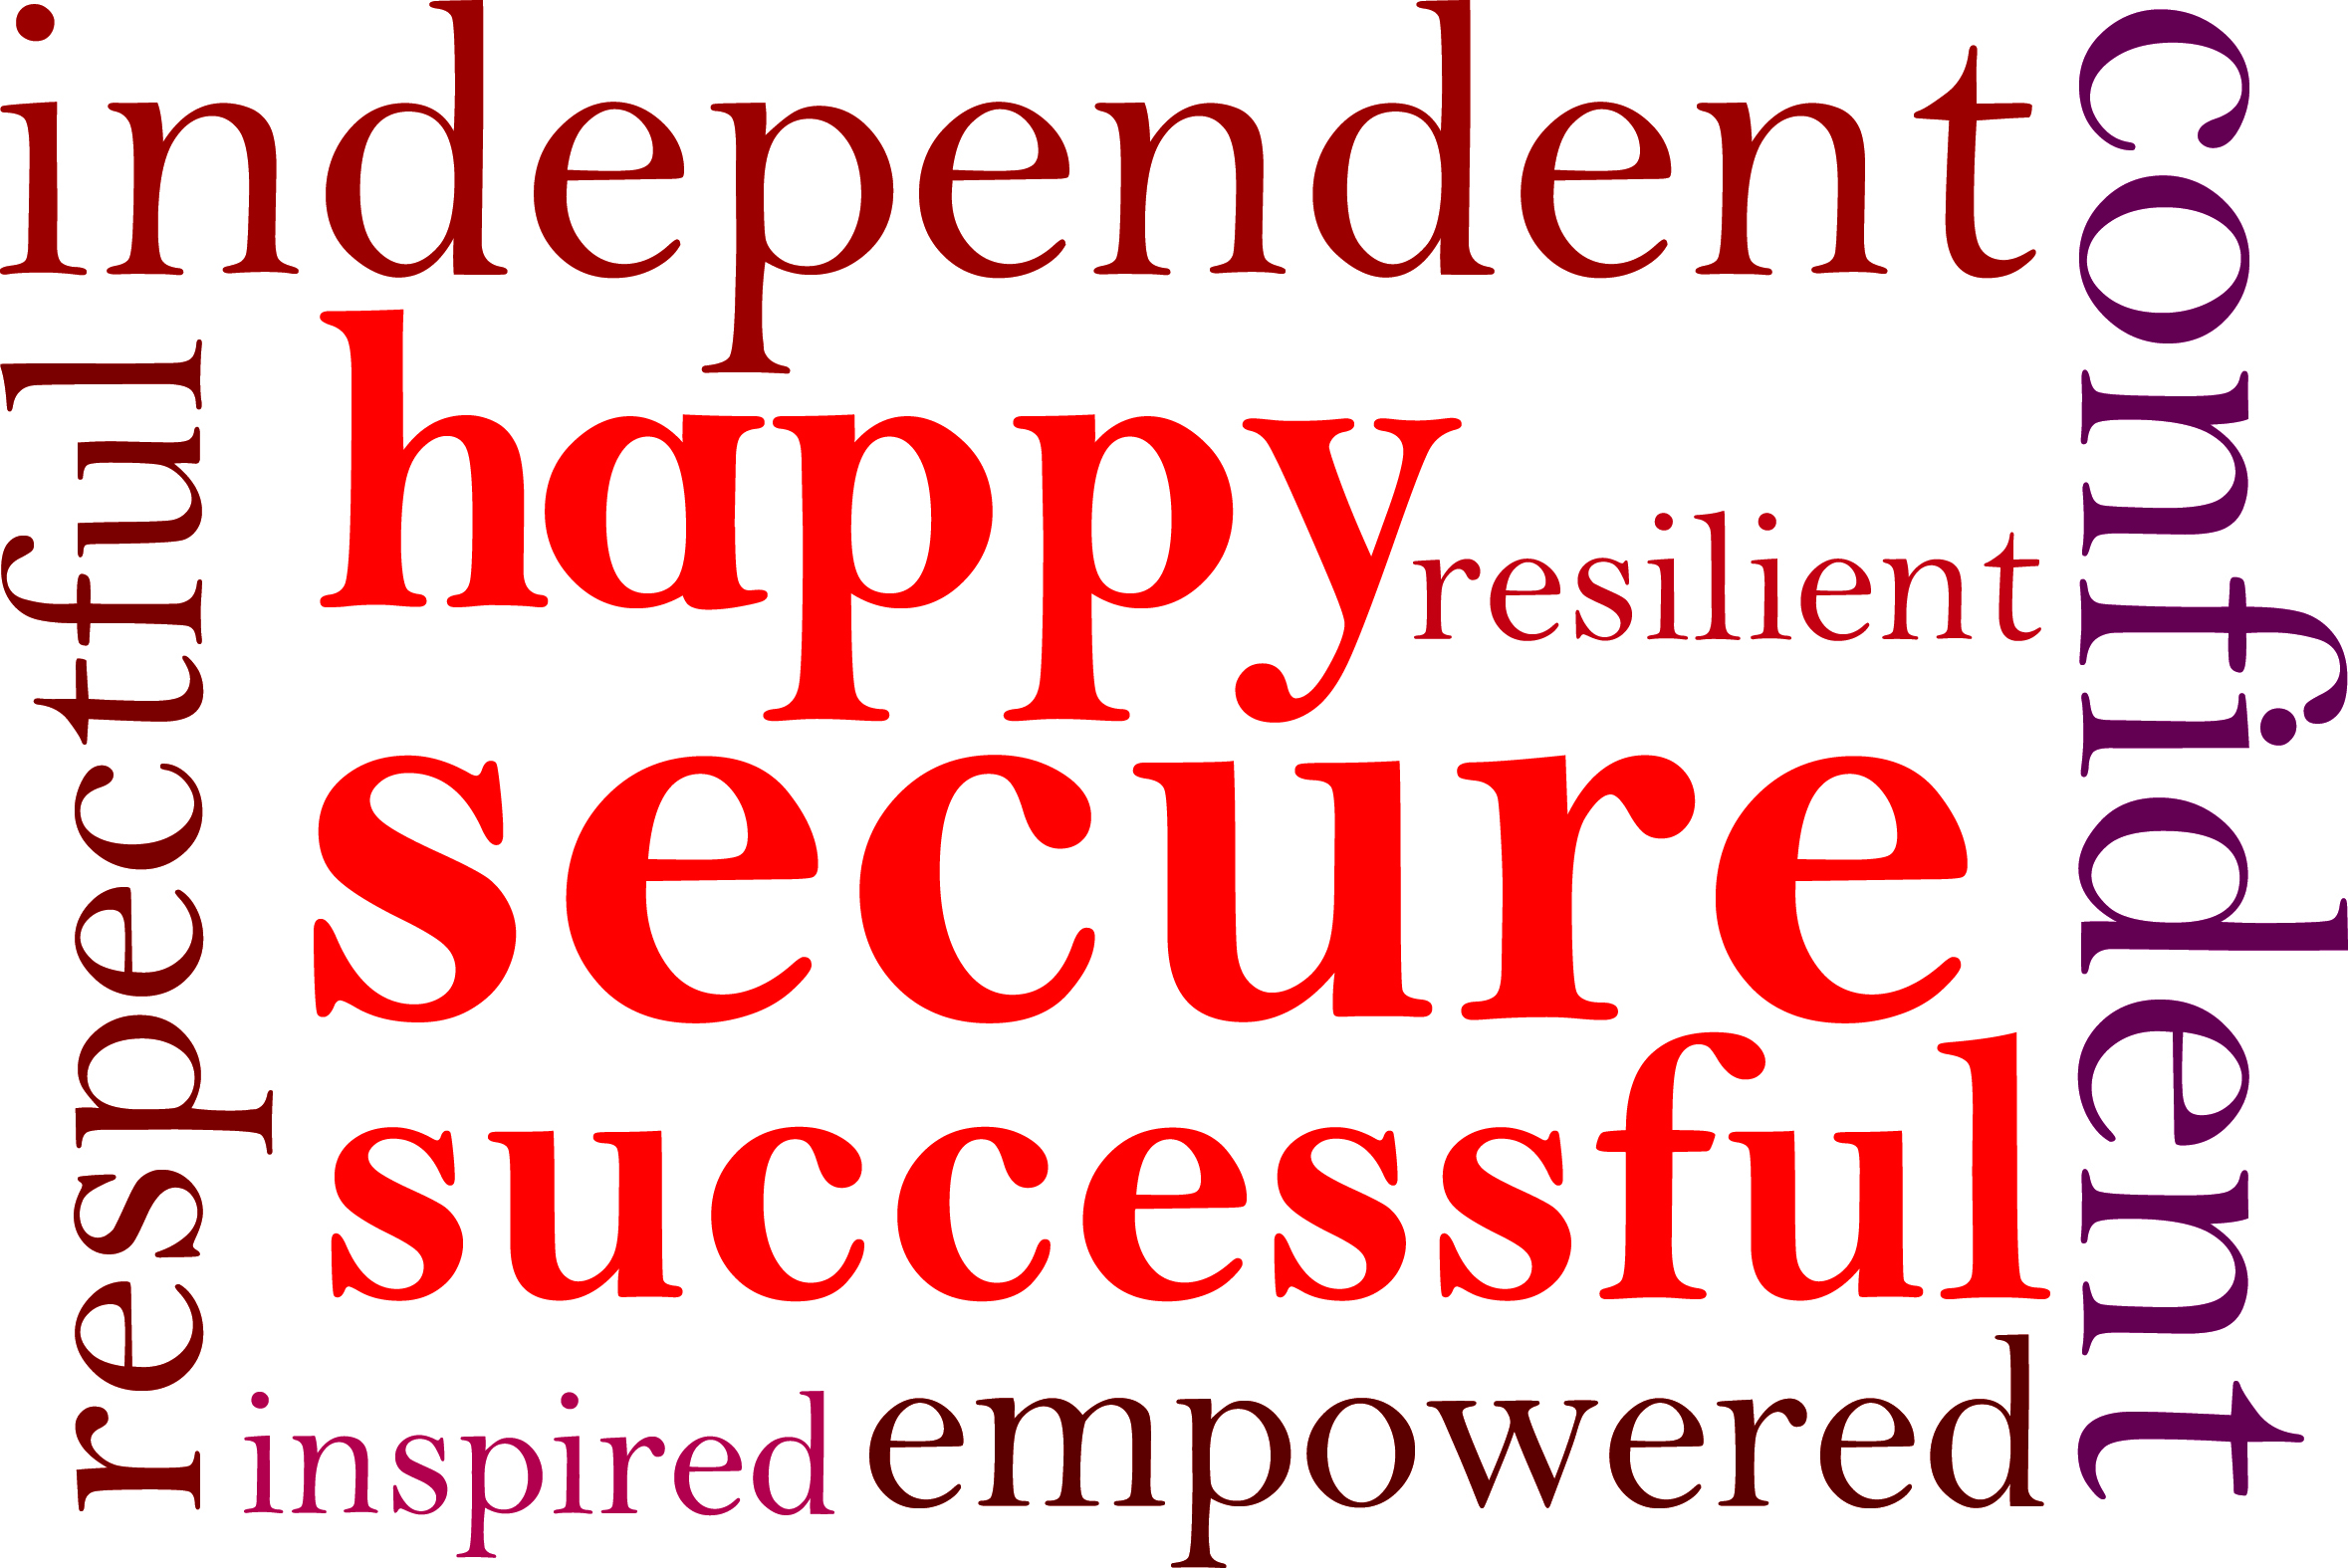 independent
confident
respectful
happy
resilient
secure
successful
inspired
empowered